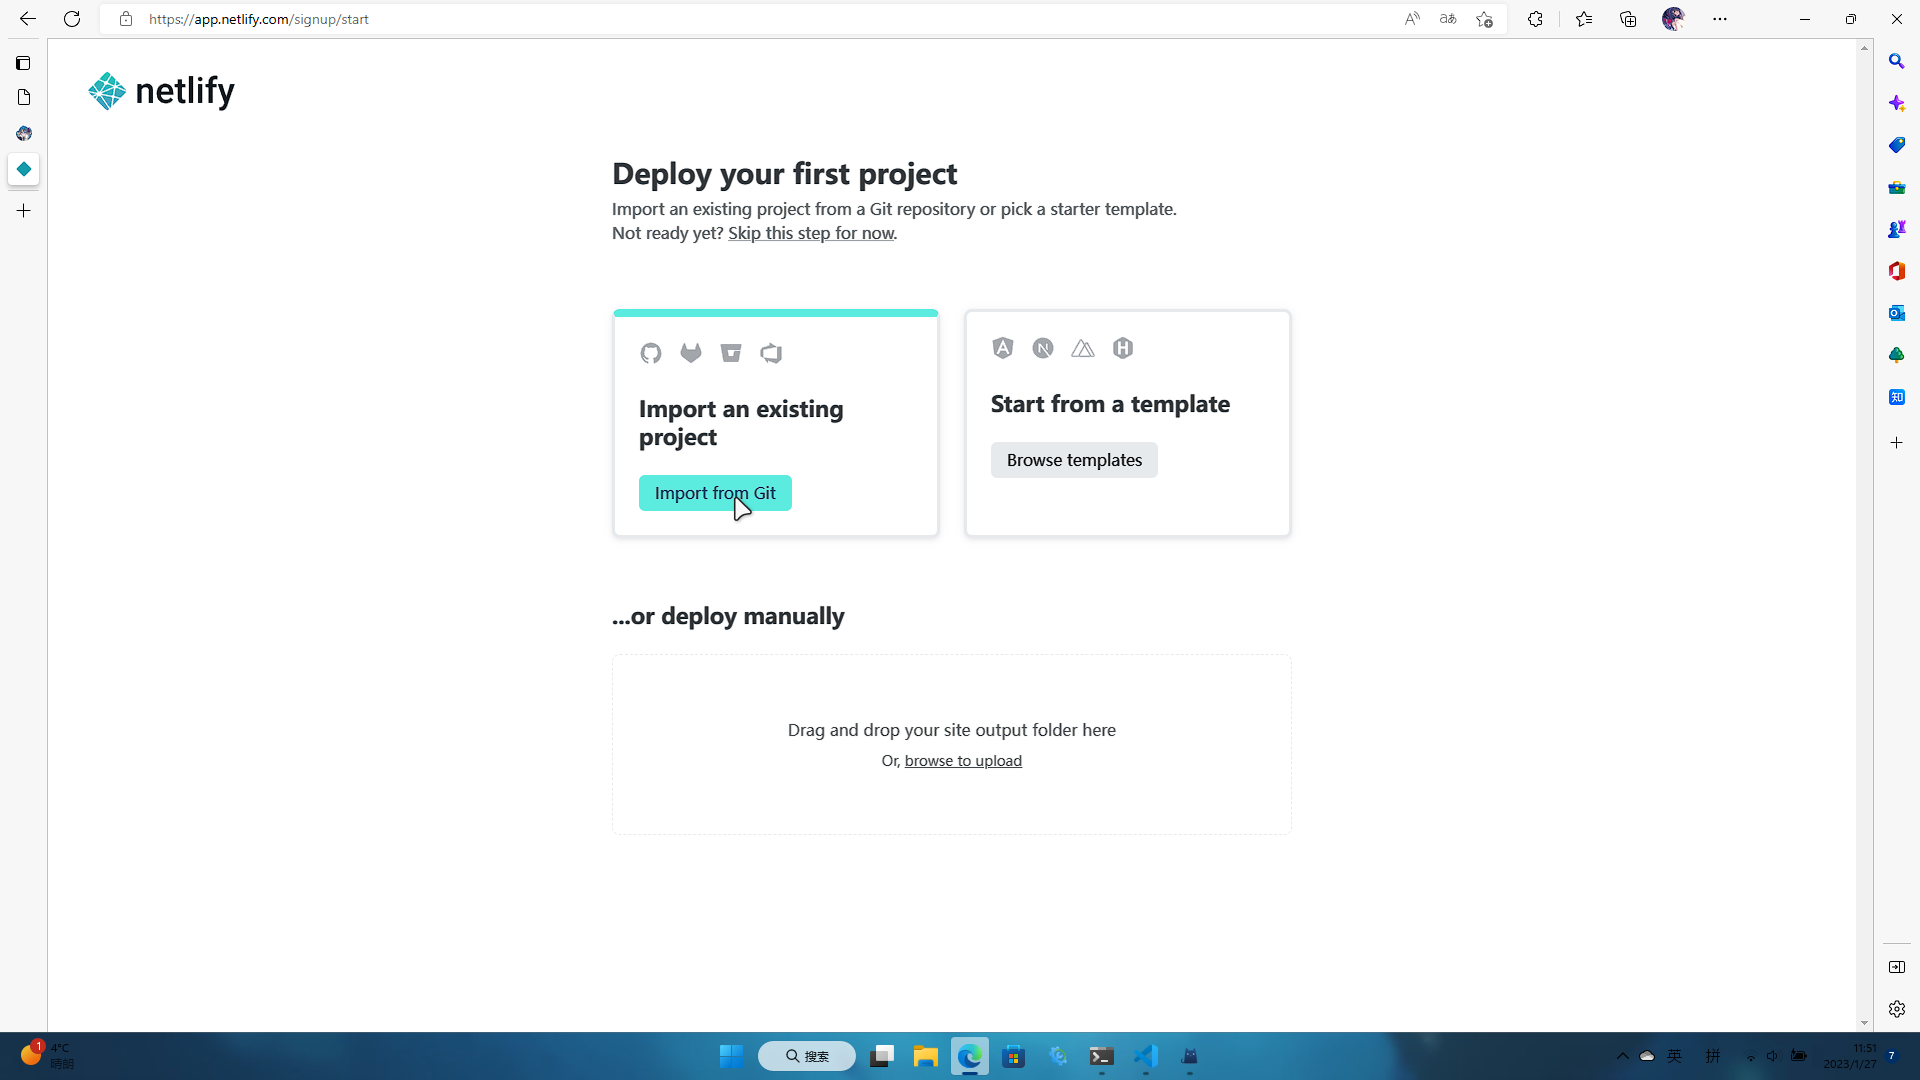 https://app.netlify.com/signup/start
netlify
Deploy your first project
Import an existing project from a Git repository or pick a starter template.
Not ready yet? Skip this step for now.
Import an existing
project
Import from Git
Start from a template
Browse templates
...or deploy manually
Drag and drop your site output folder here
Or, browse to upload
知
1
4°C
晴朗
搜索
英
拼
11:51
2023/1/27
7